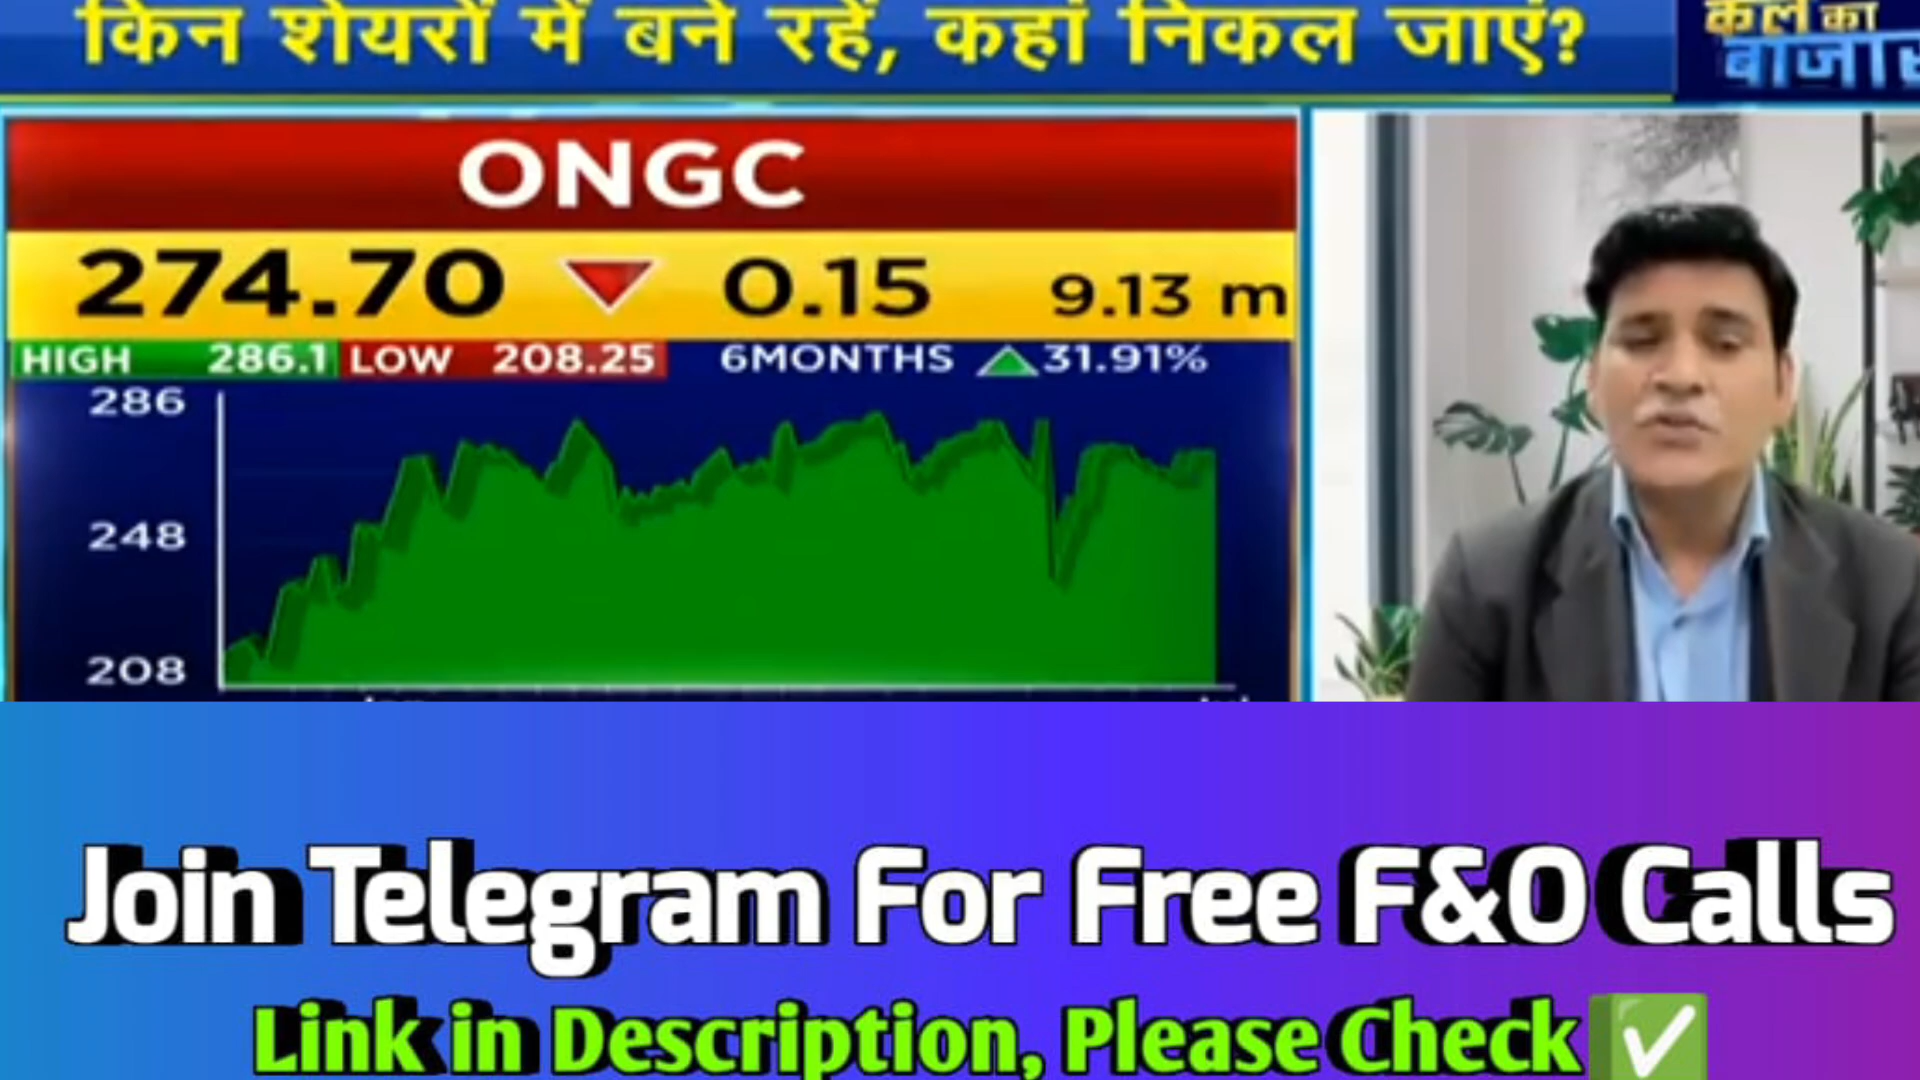 किन शेयरों में बने रहें, कहां निकल जाएं?
कल का
बाजार
ONGC
274.70 ▼ 0.15 9.13 m
HIGH 286.1 LOW 208.25 6MONTHS ▲ 31.91%
286
248
208
Join Telegram For Free F&O Calls
Link in Description, Please Check ✅